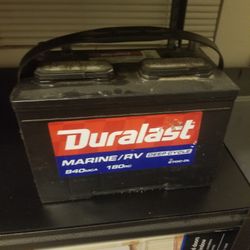 Duralast
MARINE/RV DEEP CYCLE
840MCA 180RC